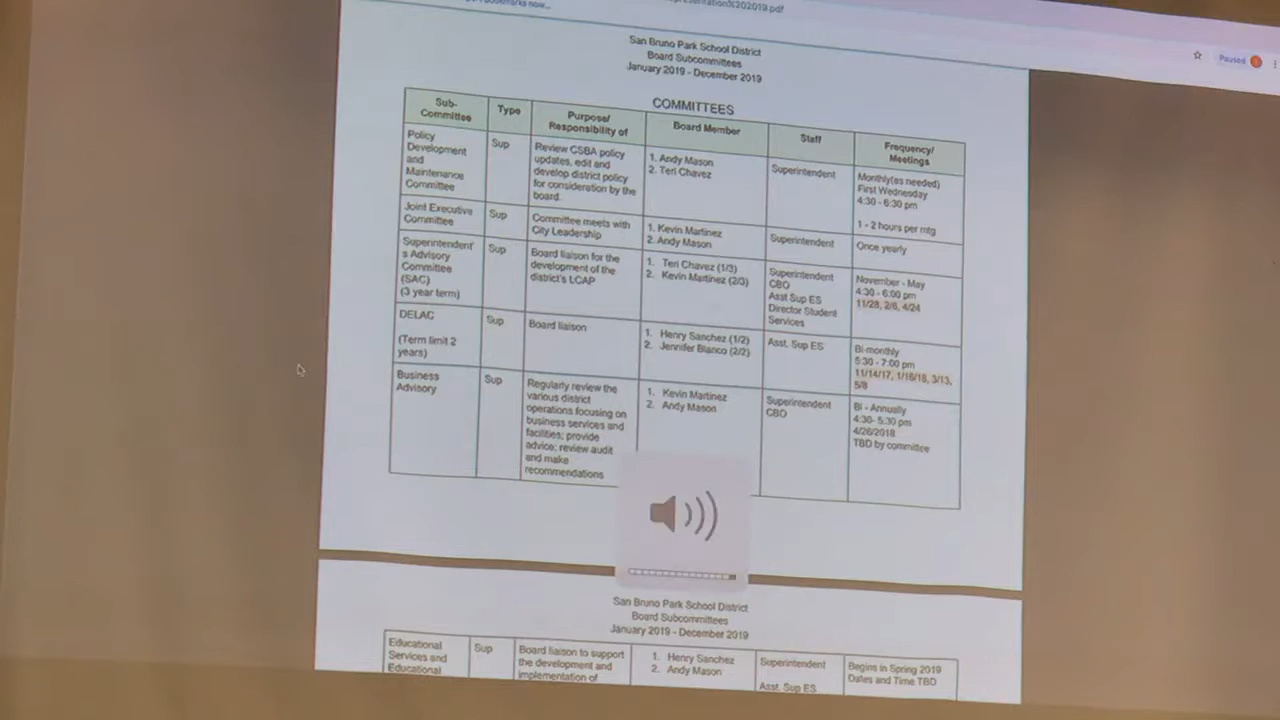 San Bruno Park School District
Board Subcommittees
January 2019 - December 2019
Paused
COMMITTEES
Sub-
Committee
Type
Purpose/
Responsibility of
Board Member
Staff
Frequency/
Meetings
Policy
Development
and
Maintenance
Committee
Sup
Review CSBA policy
updates, edit and
develop district policy
for consideration by the
board.
1. Andy Mason
2. Teri Chavez
Superintendent
Monthly(as needed)
First Wednesday
4:30 - 6:30 pm
1 - 2 hours per mtg
Joint Executive
Committee
Sup
Committee meets with
City Leadership
1. Kevin Martinez
2. Andy Mason
Superintendent
Once yearly
Superintendent'
s Advisory
Committee
(SAC)
(3 year term)
Sup
Board liaison for the
development of the
district's LCAP
1. Teri Chavez (1/3)
2. Kevin Martinez (2/3)
Superintendent
CBO
Asst Sup ES
Director Student
Services
November - May
4:30 - 6:00 pm
11/28, 2/6, 4/24
DELAC
(Term limit 2
years)
Sup
Board liaison
1. Henry Sanchez (1/2)
2. Jennifer Blanco (2/2)
Asst. Sup ES
Bi-monthly
5:30 - 7:00 pm
11/14/17, 1/16/18, 3/13,
5/8
Business
Advisory
Sup
Regularly review the
various district
operations focusing on
business services and
facilities; provide
advice; review audit
and make
recommendations
1. Kevin Martinez
2. Andy Mason
Superintendent
CBO
Bi - Annually
4:30- 5:30 pm
4/26/2018
TBD by committee
San Bruno Park School District
Board Subcommittees
January 2019 - December 2019
Educational
Services and
Educational
Sup
Board liaison to support
the development and
implementation of
1. Henry Sanchez
2. Andy Mason
Superintendent
Asst. Sup ES
Begins in Spring 2019
Dates and Time TBD